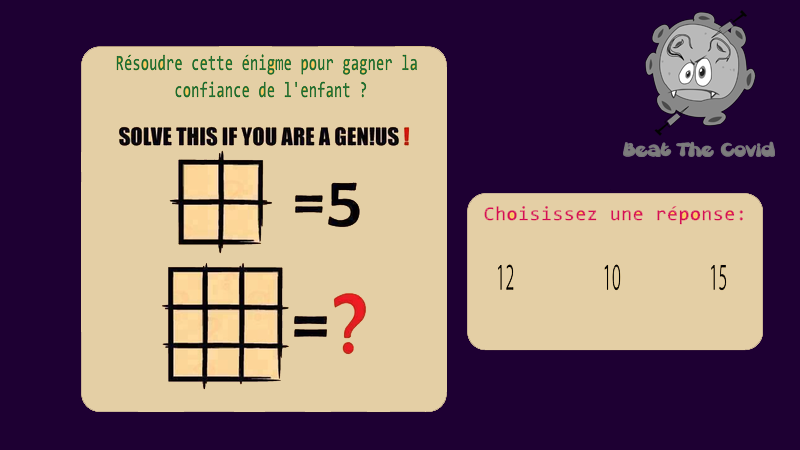 Résoudre cette énigme pour gagner la
confiance de l'enfant ?
SOLVE THIS IF YOU ARE A GEN!US !
=5
=?
Beat The Covid
Choisissez une réponse:
12 10 15